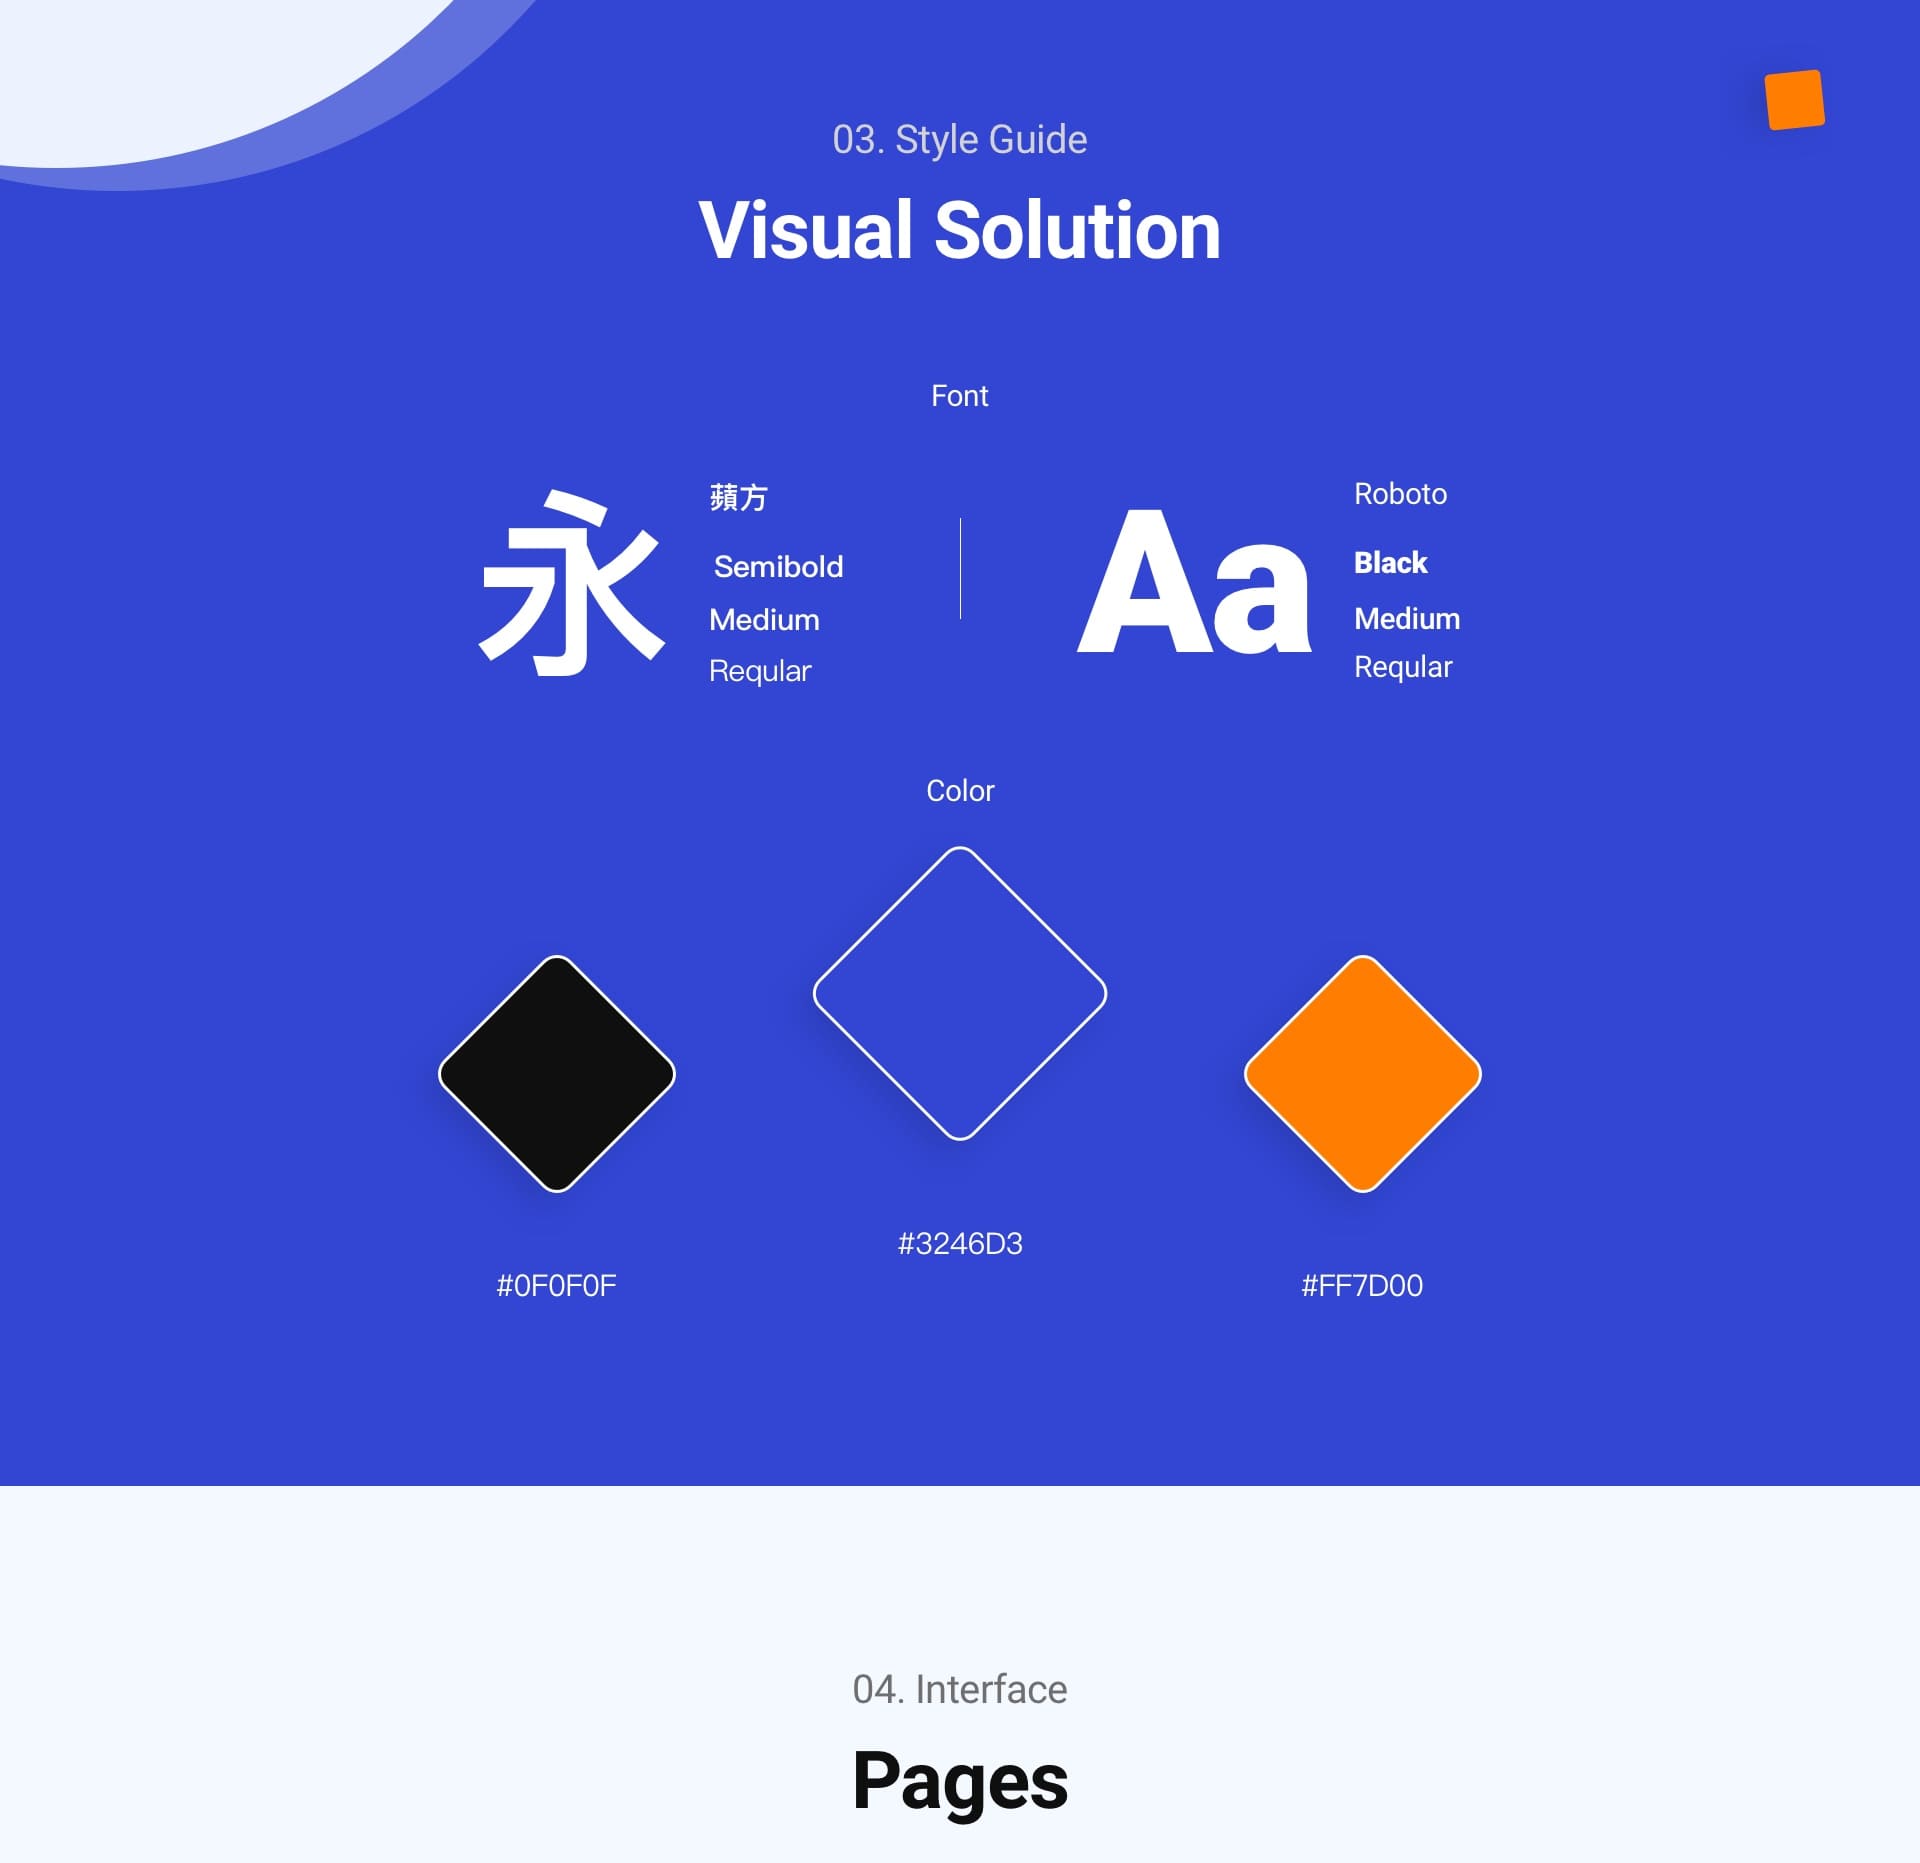 03. Style Guide
Visual Solution
Font
永
蘋方
Semibold
Medium
Reqular
Aa
Roboto
Black
Medium
Reqular
Color
#0F0F0F
#3246D3
#FF7D00
04. Interface
Pages